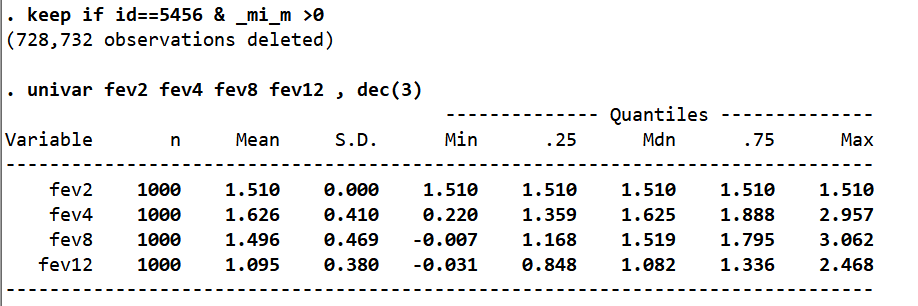 . keep if id==5456 & _mi_m >0
(728,732 observations deleted)
. univar fev2 fev4 fev8 fev12 , dec(3)
-------------- Quantiles --------------
Variable n Mean S.D. Min .25 Mdn .75 Max
-------------------------------------------------------------------------------
fev2 1000 1.510 0.000 1.510 1.510 1.510 1.510 1.510
fev4 1000 1.626 0.410 0.220 1.359 1.625 1.888 2.957
fev8 1000 1.496 0.469 -0.007 1.168 1.519 1.795 3.062
fev12 1000 1.095 0.380 -0.031 0.848 1.082 1.336 2.468
-------------------------------------------------------------------------------